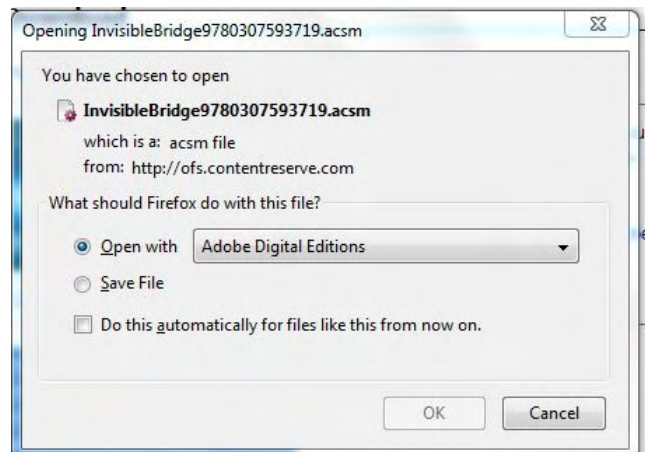 Opening InvisibleBridge9780307593719.acsm
You have chosen to open
InvisibleBridge9780307593719.acsm
which is a: acsm file
from: http://ofs.contentreserve.com
What should Firefox do with this file?
Open with Adobe Digital Editions
Save File
Do this automatically for files like this from now on.
OK Cancel